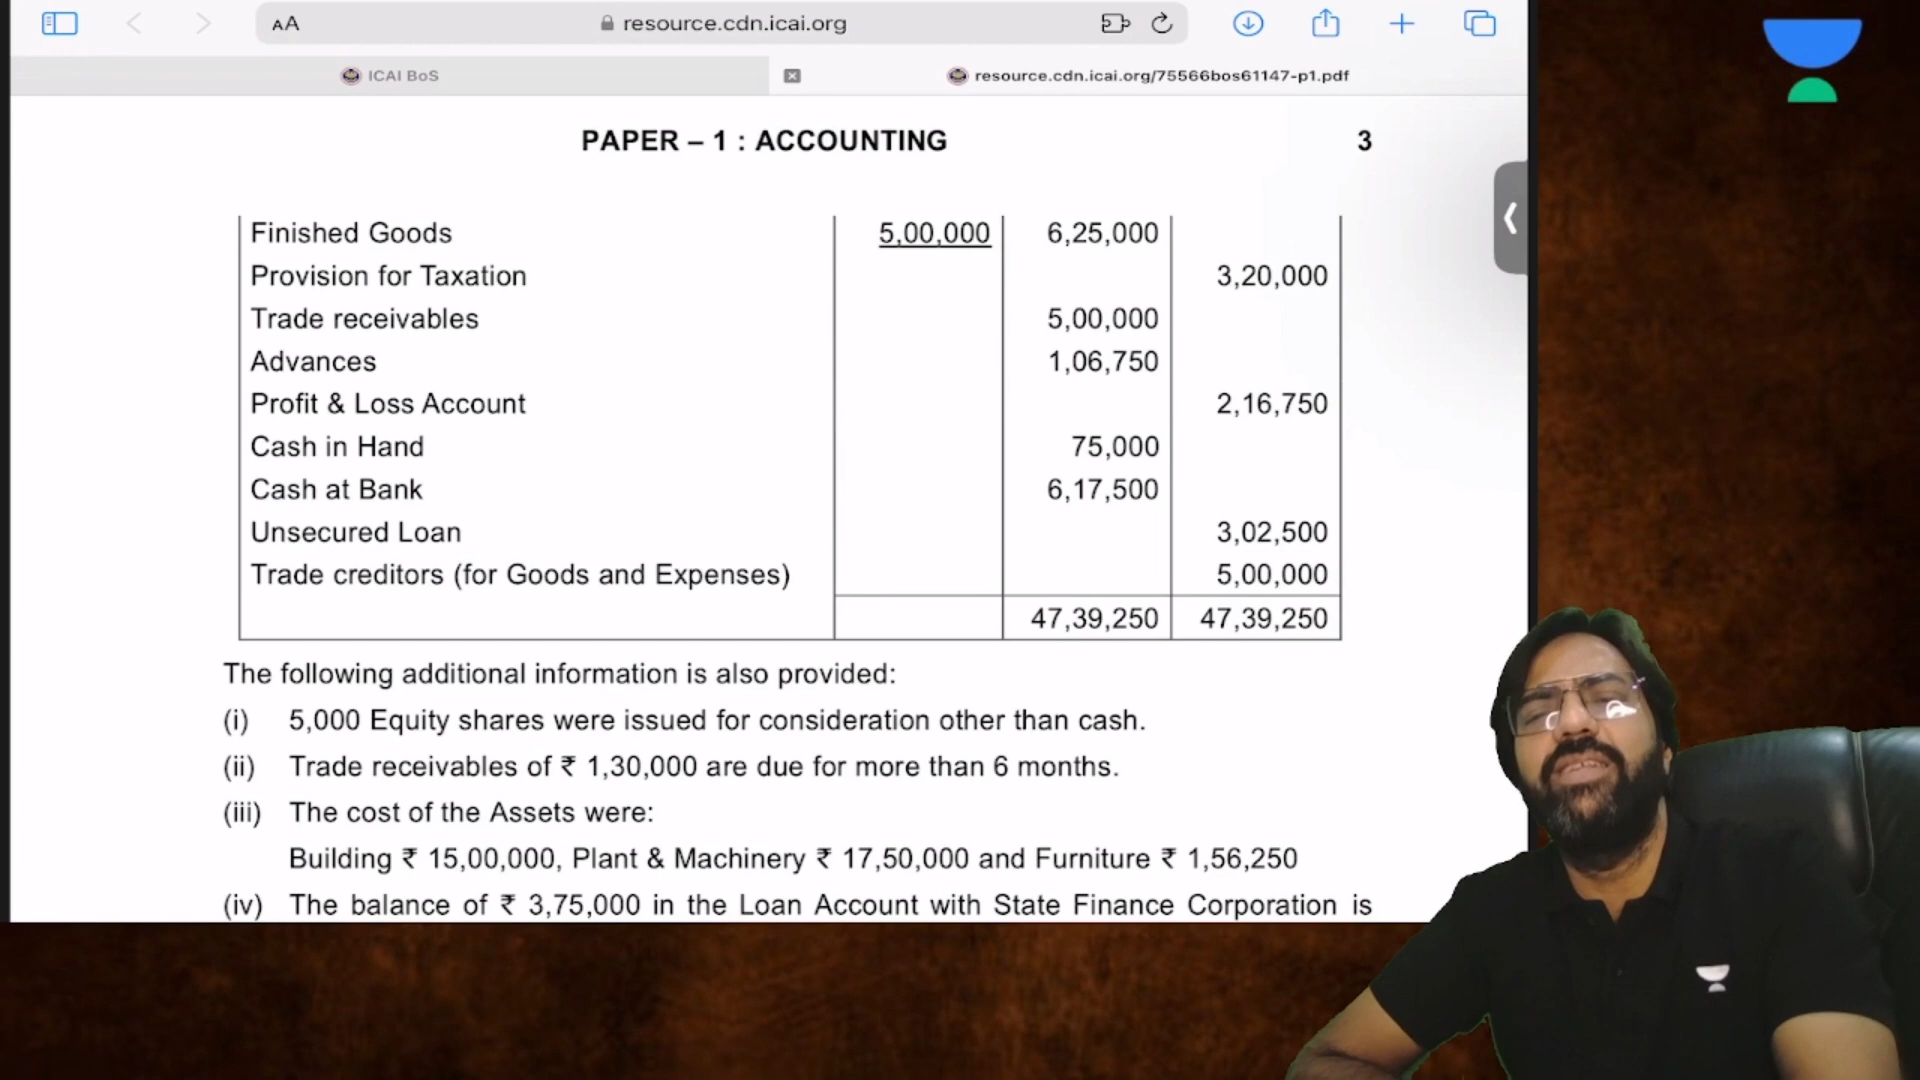 AA
resource.cdn.icai.org
ICAI BoS
resource.cdn.icai.org/75566bos61147-p1.pdf
PAPER – 1 : ACCOUNTING 3
Finished Goods 5,00,000 6,25,000
Provision for Taxation 3,20,000
Trade receivables 5,00,000
Advances 1,06,750
Profit & Loss Account 2,16,750
Cash in Hand 75,000
Cash at Bank 6,17,500
Unsecured Loan 3,02,500
Trade creditors (for Goods and Expenses) 5,00,000
47,39,250 47,39,250
The following additional information is also provided:
(i) 5,000 Equity shares were issued for consideration other than cash.
(ii) Trade receivables of ₹ 1,30,000 are due for more than 6 months.
(iii) The cost of the Assets were:
Building ₹ 15,00,000, Plant & Machinery ₹ 17,50,000 and Furniture ₹ 1,56,250
(iv) The balance of ₹ 3,75,000 in the Loan Account with State Finance Corporation is